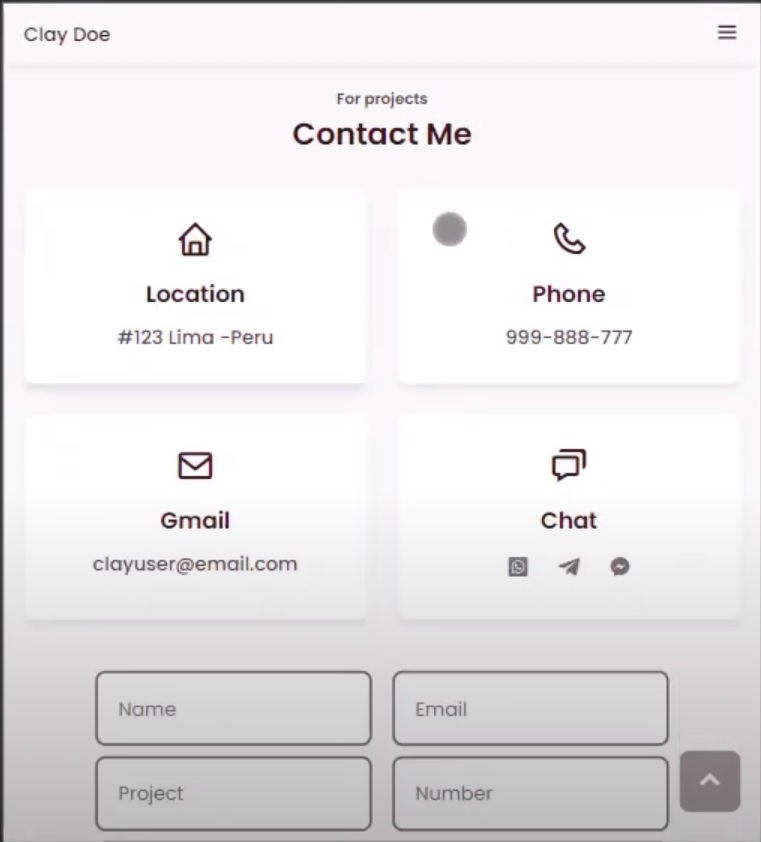 Clay Doe
For projects
Contact Me
Location
#123 Lima -Peru
Phone
999-888-777
Gmail
clayuser@email.com
Chat
Name
Email
Project
Number